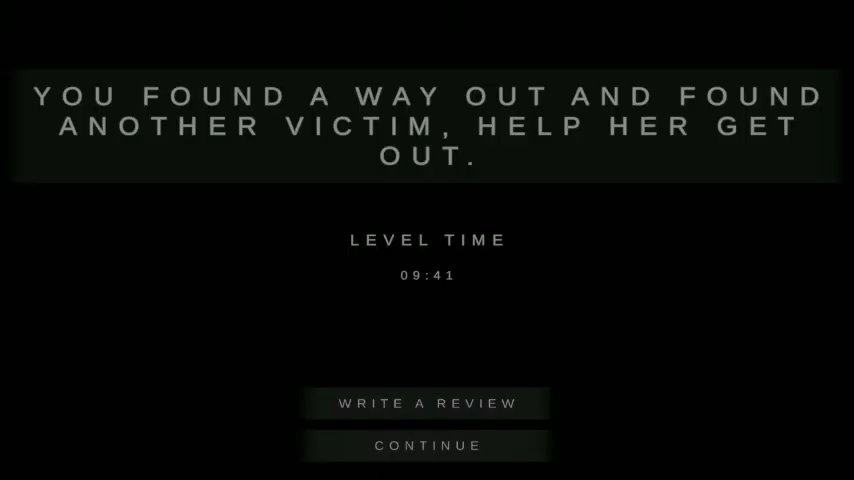 YOU FOUND A WAY OUT AND FOUND
ANOTHER VICTIM, HELP HER GET
OUT.
LEVEL TIME
09:41
WRITE A REVIEW
CONTINUE